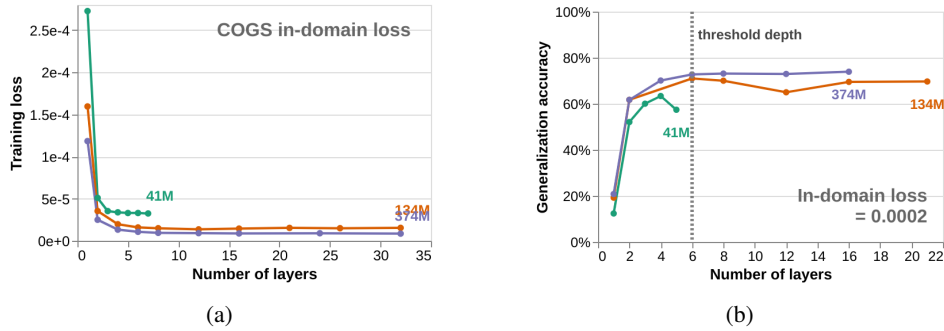 COGS in-domain loss
Training loss
2.5e-4
2e-4
1.5e-4
1e-4
5e-5
0e+0
41M
134M
374M
0 5 10 15 20 25 30 35
Number of layers
(a)
Generalization accuracy
100%
80%
60%
40%
20%
0%
threshold depth
374M
134M
41M
In-domain loss
= 0.0002
0 2 4 6 8 10 12 14 16 18 20 22
Number of layers
(b)